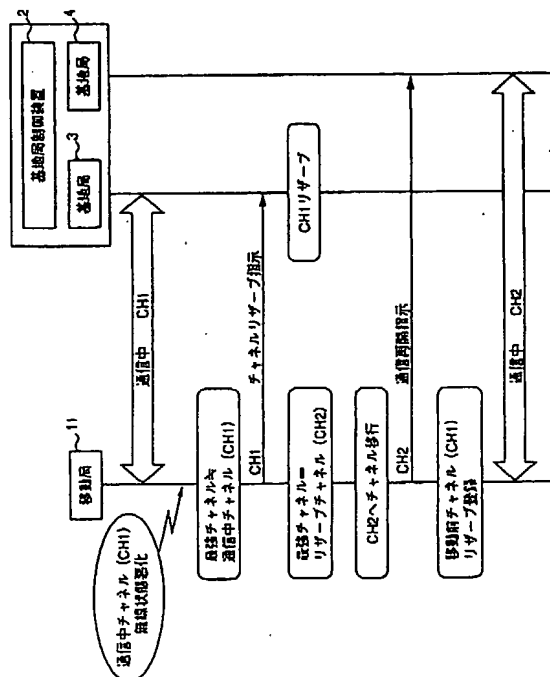 2
基地局制御装置
3
基地局
4
基地局
11
移動局
通信中 CH1
通信中チャネル (CH1)
無線状態悪化
最強チャネル≒
通信中チャネル (CH1)
チャネルリザーブ指示
CH1
CH1リザーブ
最強チャネル=
リザーブチャネル (CH2)
CH2へチャネル移行
通信再開指示
CH2
移動前チャネル (CH1)
リザーブ登録
通信中 CH2